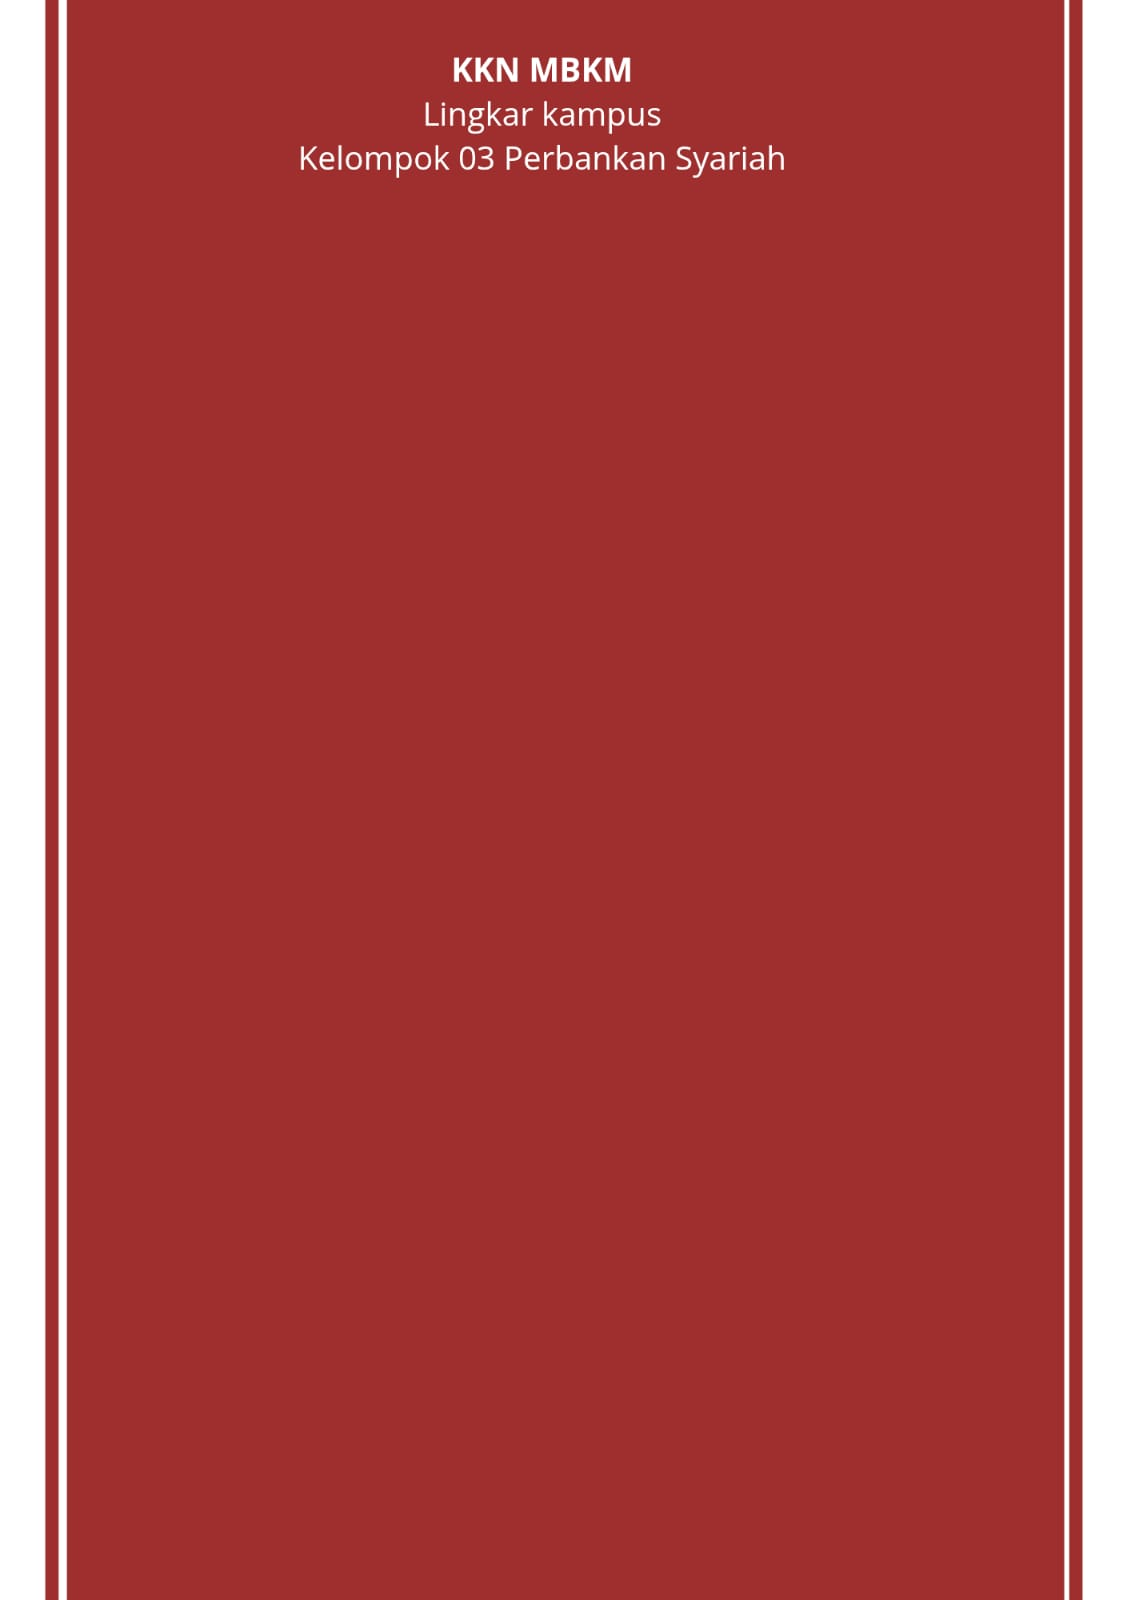 KKN MBKM
Lingkar kampus
Kelompok 03 Perbankan Syariah